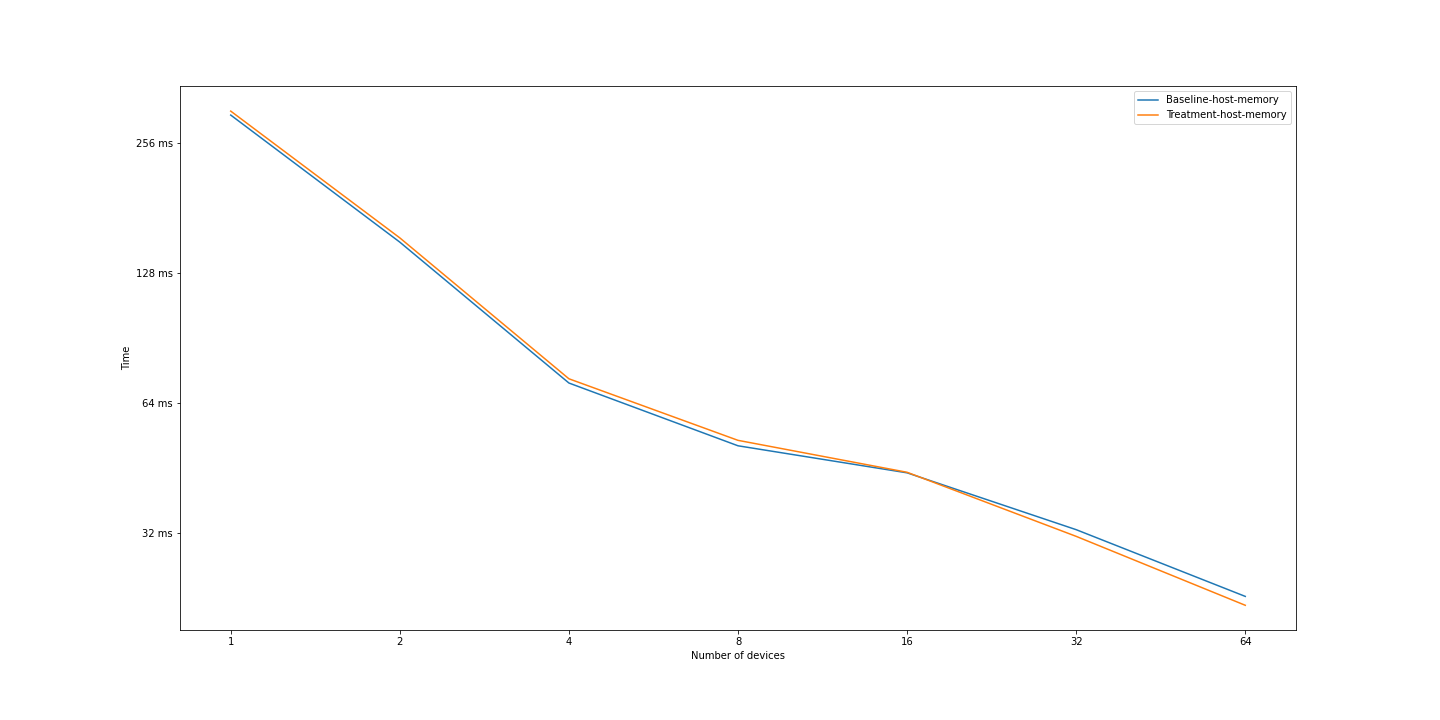 Baseline-host-memory
Treatment-host-memory
256 ms
128 ms
64 ms
32 ms
Time
1 2 4 8 16 32 64
Number of devices